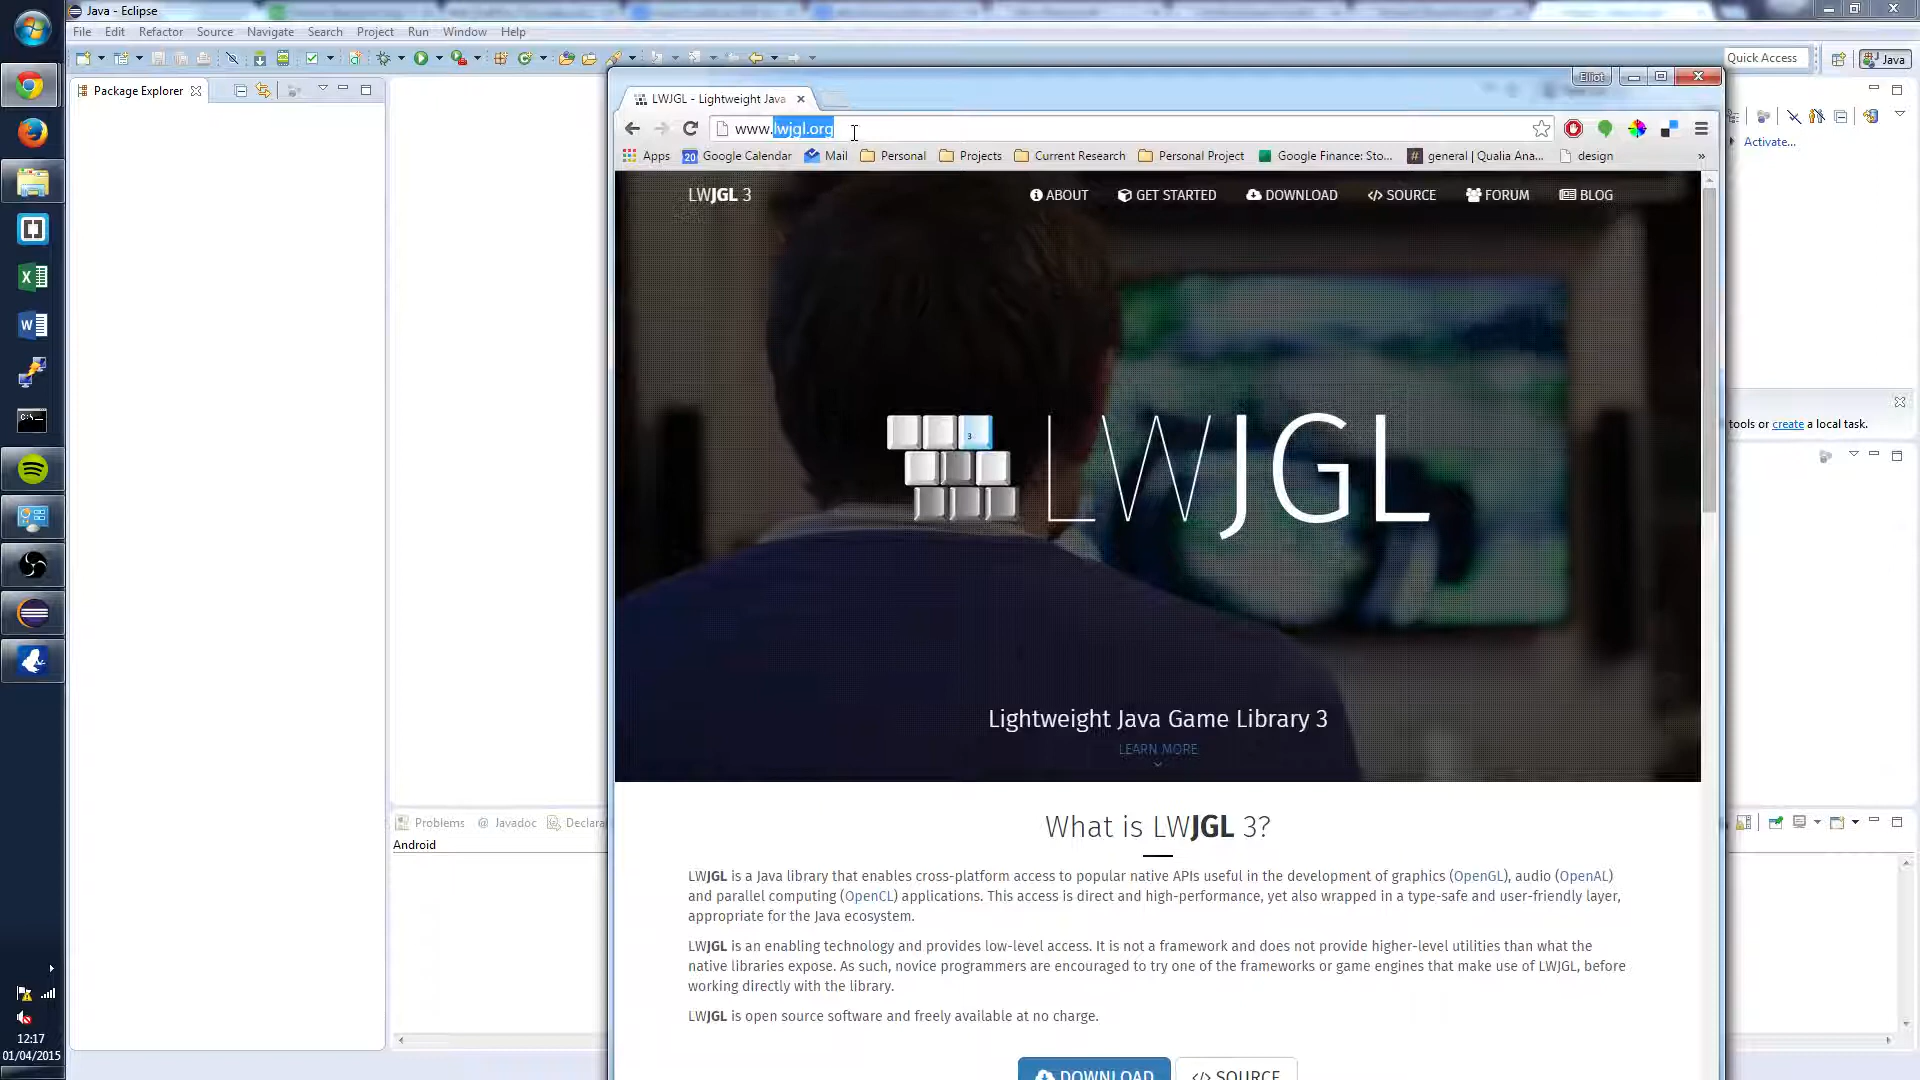 Java - Eclipse
File Edit Refactor Source Navigate Search Project Run Window Help
Quick Access
Java
Package Explorer
Eliot
LWJGL - Lightweight Java
www.lwjgl.org
Apps
20 Google Calendar
Mail
Personal
Projects
Current Research
Personal Project
Google Finance: Sto...
# general | Qualia Ana...
design
»
Activate...
LWJGL 3
ABOUT
GET STARTED
DOWNLOAD
</> SOURCE
FORUM
BLOG
3
LWJGL
tools or create a local task.
Lightweight Java Game Library 3
LEARN MORE
Problems @ Javadoc Declara
Android
What is LWJGL 3?
LWJGL is a Java library that enables cross-platform access to popular native APIs useful in the development of graphics (OpenGL), audio (OpenAL)
and parallel computing (OpenCL) applications. This access is direct and high-performance, yet also wrapped in a type-safe and user-friendly layer,
appropriate for the Java ecosystem.
LWJGL is an enabling technology and provides low-level access. It is not a framework and does not provide higher-level utilities than what the
native libraries expose. As such, novice programmers are encouraged to try one of the frameworks or game engines that make use of LWJGL, before
working directly with the library.
LWJGL is open source software and freely available at no charge.
DOWNLOAD
</> SOURCE
12:17
01/04/2015